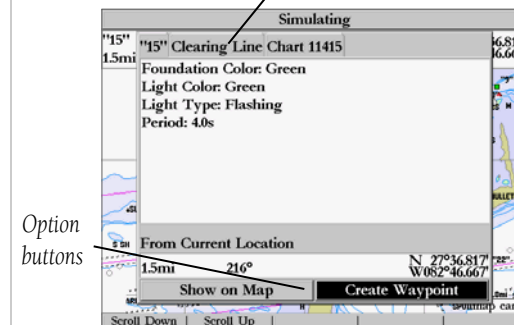 Simulating
"15"
1.5mi
"15" Clearing Line Chart 11415
Foundation Color: Green
Light Color: Green
Light Type: Flashing
Period: 4.0s
Option
buttons
From Current Location
1.5mi 216° N 27°36.817'
W082°46.667'
Show on Map Create Waypoint
Scroll Down Scroll Up